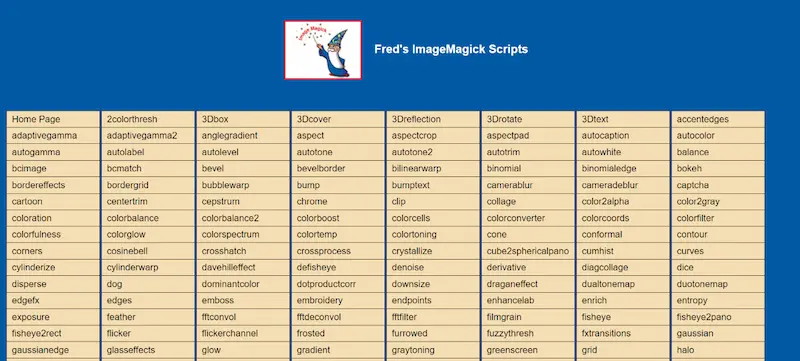 Image Magick
Fred's ImageMagick Scripts
Home Page 2colorthresh 3Dbox 3Dcover 3Dreflection 3Drotate 3Dtext accentedges
adaptivegamma adaptivegamma2 anglegradient aspect aspectcrop aspectpad autocaption autocolor
autogamma autolabel autolevel autotone autotone2 autotrim autowhite balance
bcimage bcmatch bevel bevelborder bilinearwarp binomial binomialedge bokeh
bordereffects bordergrid bubblewarp bump bumptext camerablur cameradeblur captcha
cartoon centertrim cepstrum chrome clip collage color2alpha color2gray
coloration colorbalance colorbalance2 colorboost colorcells colorconverter colorcoords colorfilter
colorfulness colorglow colorspectrum colortemp colortoning cone conformal contour
corners cosinebell crosshatch crossprocess crystallize cube2sphericalpano cumhist curves
cylinderize cylinderwarp davehilleffect defisheye denoise derivative diagcollage dice
disperse dog dominantcolor dotproductcorr downsize draganeffect dualtonemap duotonemap
edgefx edges emboss embroidery endpoints enhancelab enrich entropy
exposure feather fftconvol fftdeconvol fftfilter filmgrain fisheye fisheye2pano
fisheye2rect flicker flickerchannel frosted furrowed fuzzythresh fxtransitions gaussian
gaussianedge glasseffects glow gradient graytoning greenscreen grid halo